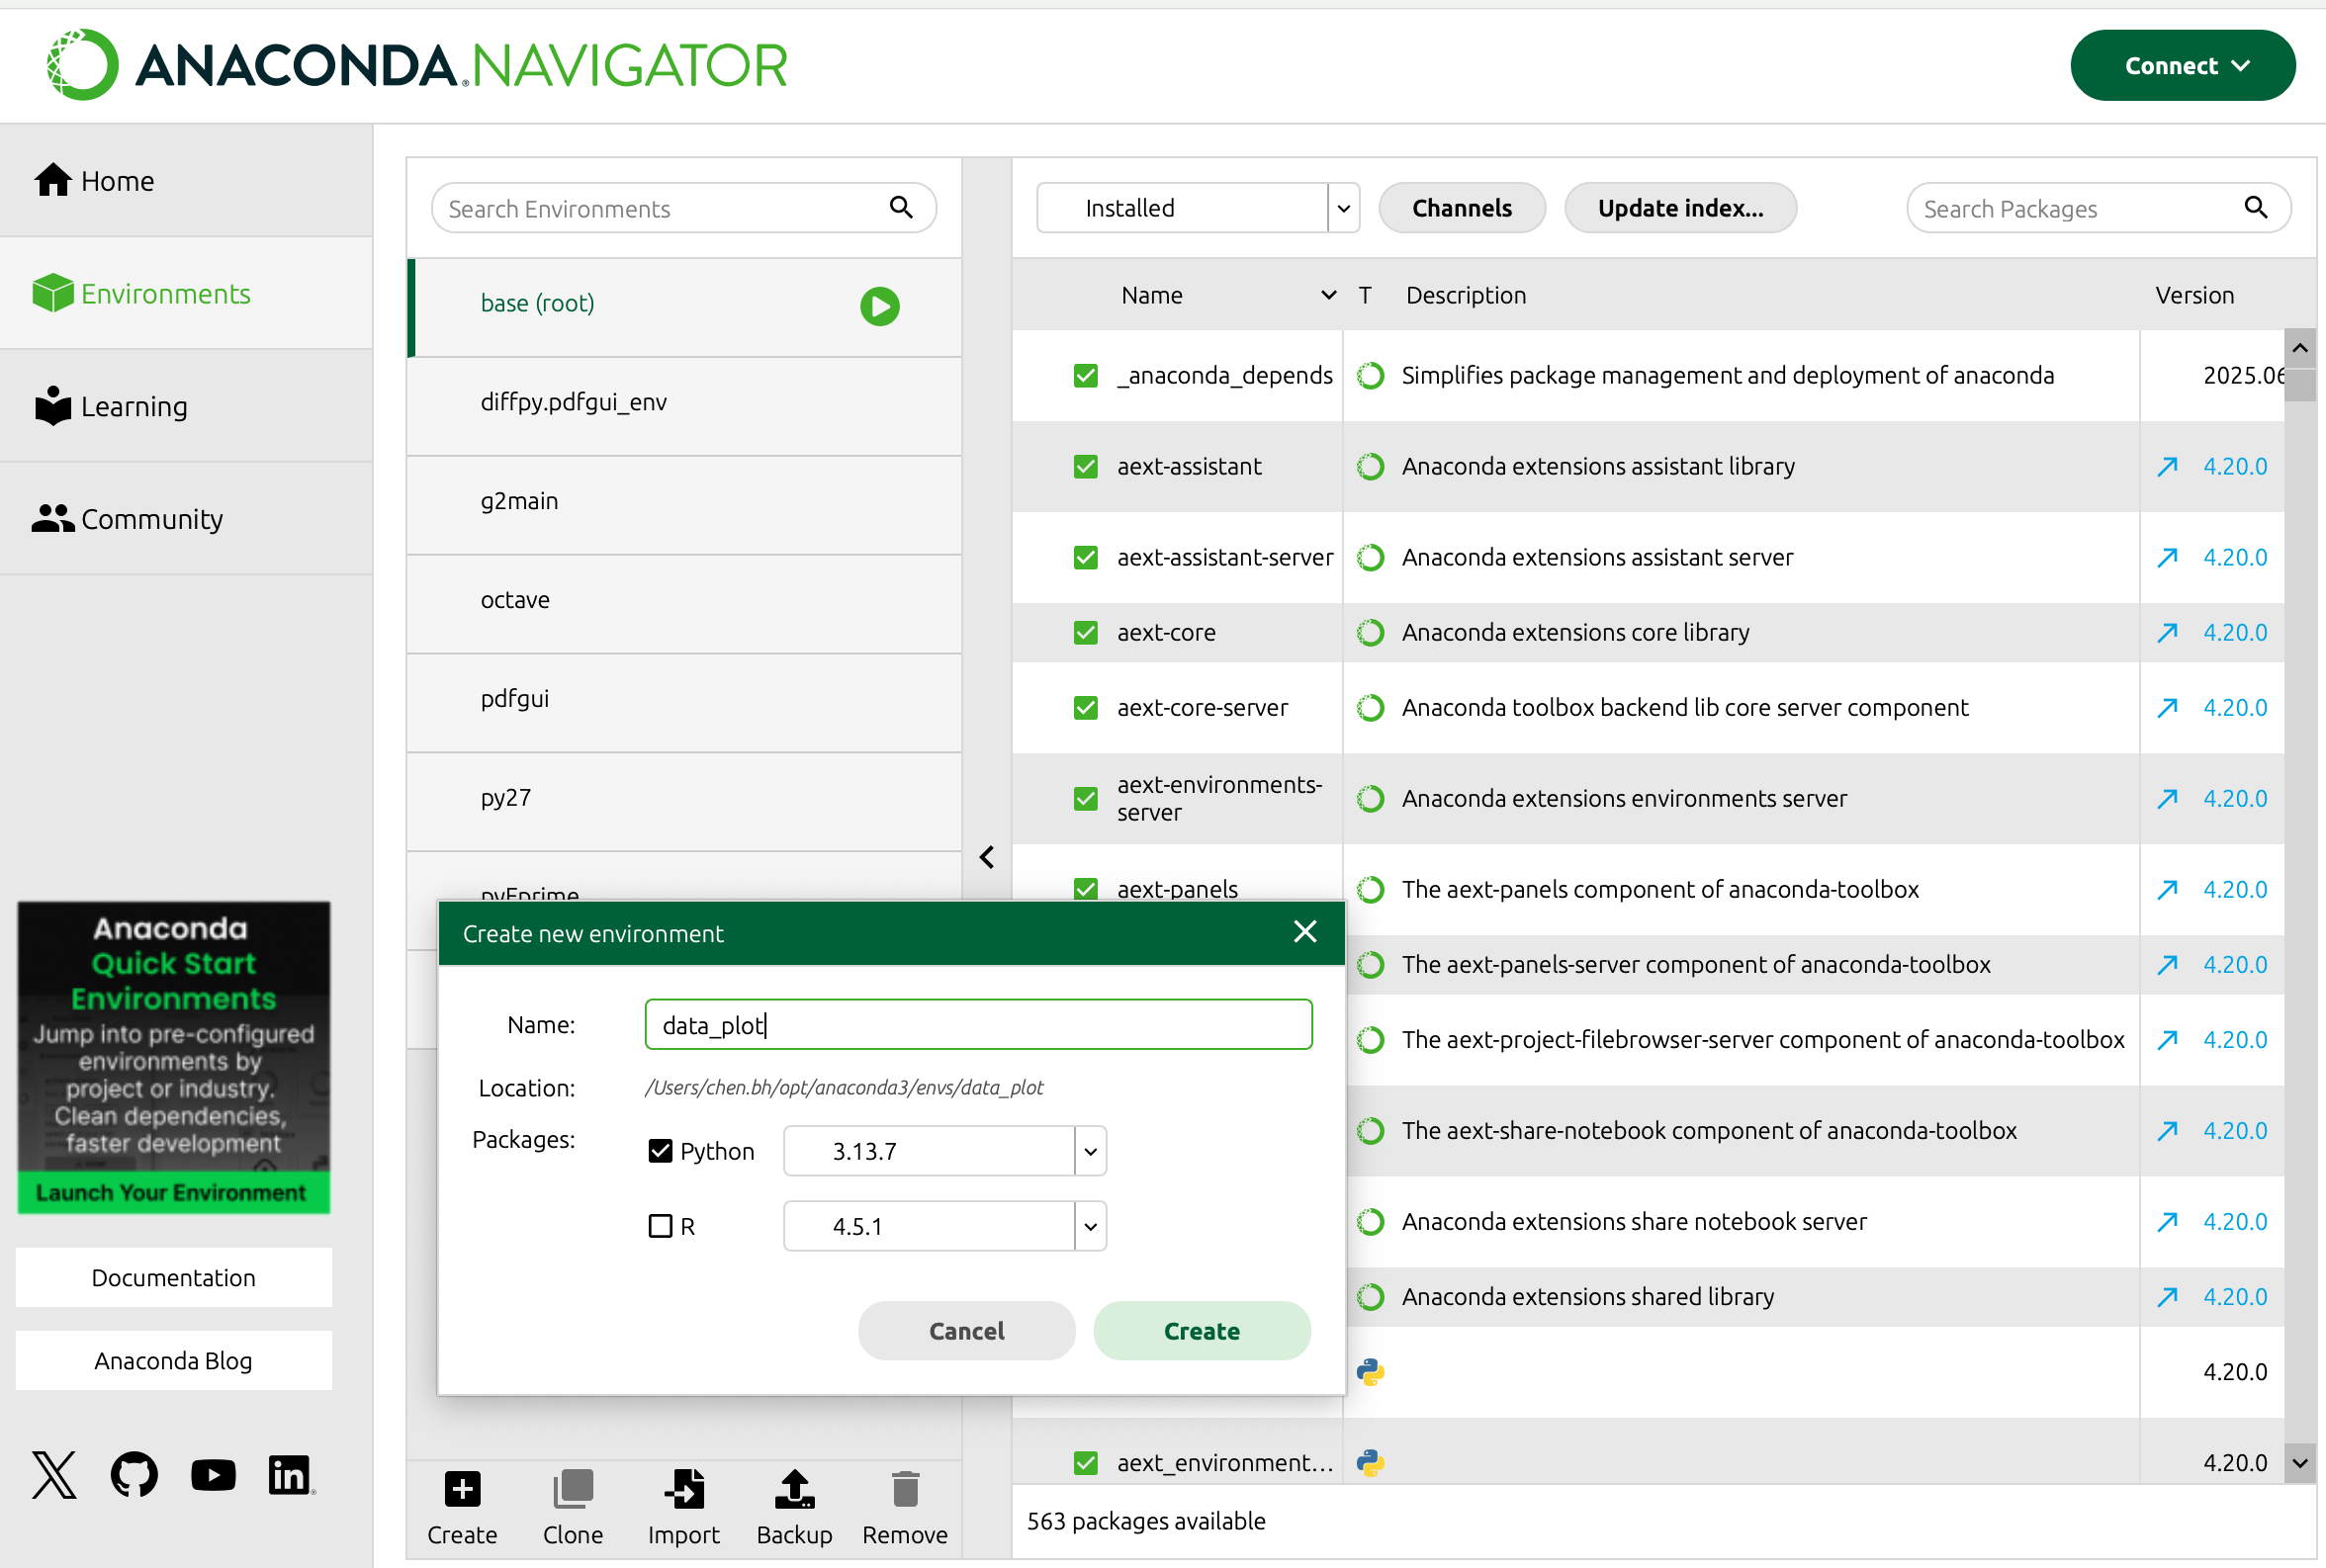 ANACONDA.NAVIGATOR
Connect
Home
Environments
Learning
Community
Anaconda
Quick Start
Environments
Jump into pre-configured
environments by
project or industry.
Clean dependencies,
faster development
Launch Your Environment
Documentation
Anaconda Blog
Search Environments
base (root)
diffpy.pdfgui_env
g2main
octave
pdfgui
py27
pyFprime
Create
Clone
Import
Backup
Remove
Installed
Channels
Update index...
Search Packages
Name T Description Version
_anaconda_depends Simplifies package management and deployment of anaconda 2025.06
aext-assistant Anaconda extensions assistant library 4.20.0
aext-assistant-server Anaconda extensions assistant server 4.20.0
aext-core Anaconda extensions core library 4.20.0
aext-core-server Anaconda toolbox backend lib core server component 4.20.0
aext-environments-
server Anaconda extensions environments server 4.20.0
aext-panels The aext-panels component of anaconda-toolbox 4.20.0
The aext-panels-server component of anaconda-toolbox 4.20.0
The aext-project-filebrowser-server component of anaconda-toolbox 4.20.0
The aext-share-notebook component of anaconda-toolbox 4.20.0
Anaconda extensions share notebook server 4.20.0
Anaconda extensions shared library 4.20.0
4.20.0
aext_environment... 4.20.0
563 packages available
Create new environment
Name: data_plot
Location: /Users/chen.bh/opt/anaconda3/envs/data_plot
Packages:
Python 3.13.7
R 4.5.1
Cancel
Create